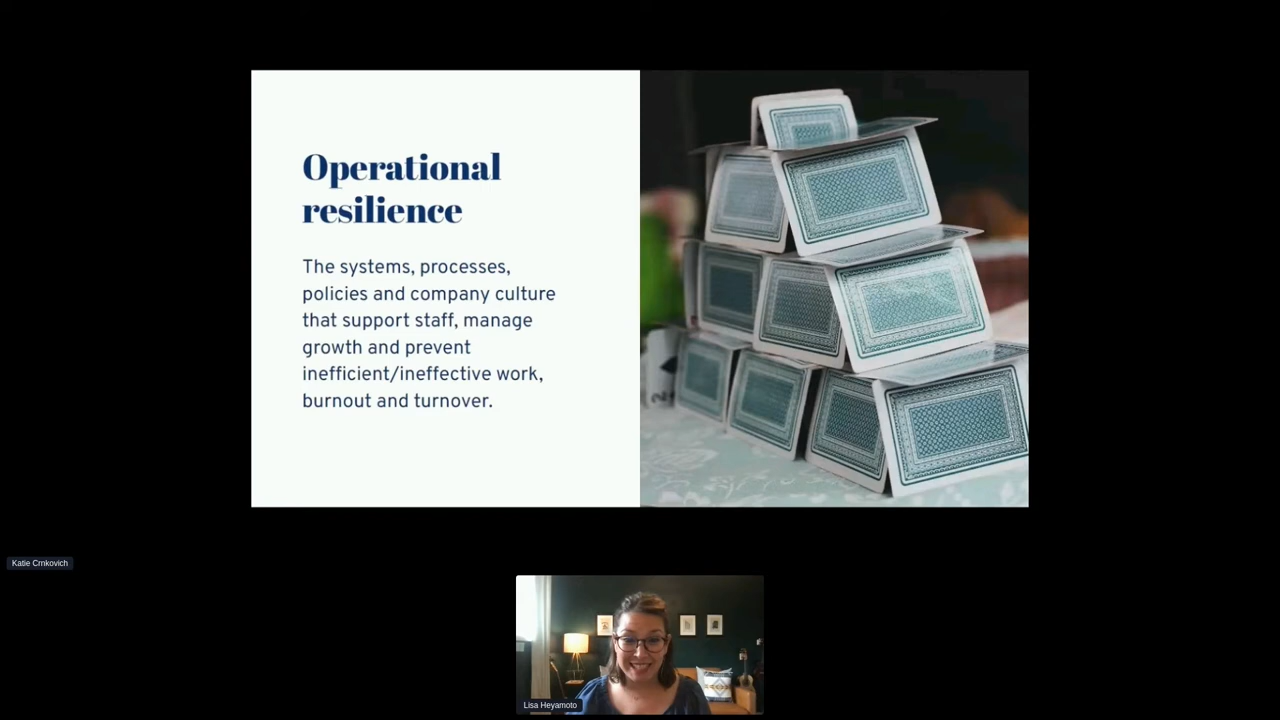 Operational
resilience
The systems, processes,
policies and company culture
that support staff, manage
growth and prevent
inefficient/ineffective work,
burnout and turnover.
Katie Crnkovich
Lisa Heyamoto